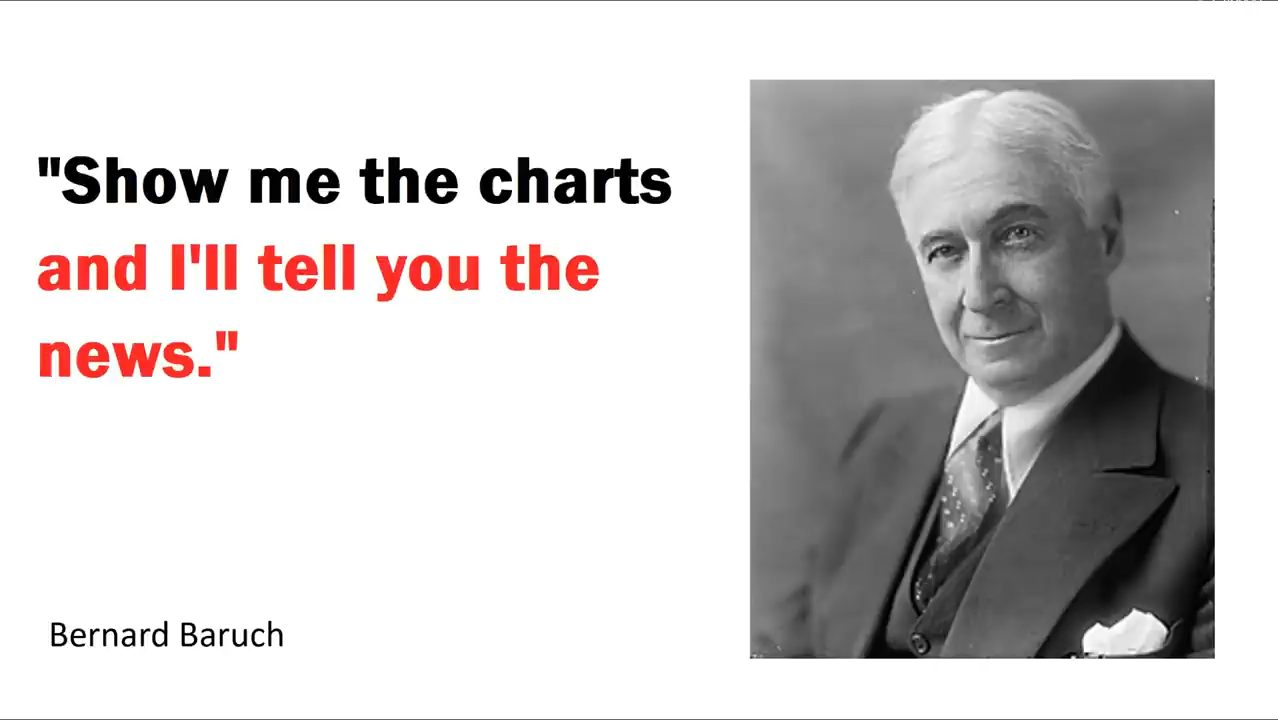 "Show me the charts
and I'll tell you the
news."
Bernard Baruch